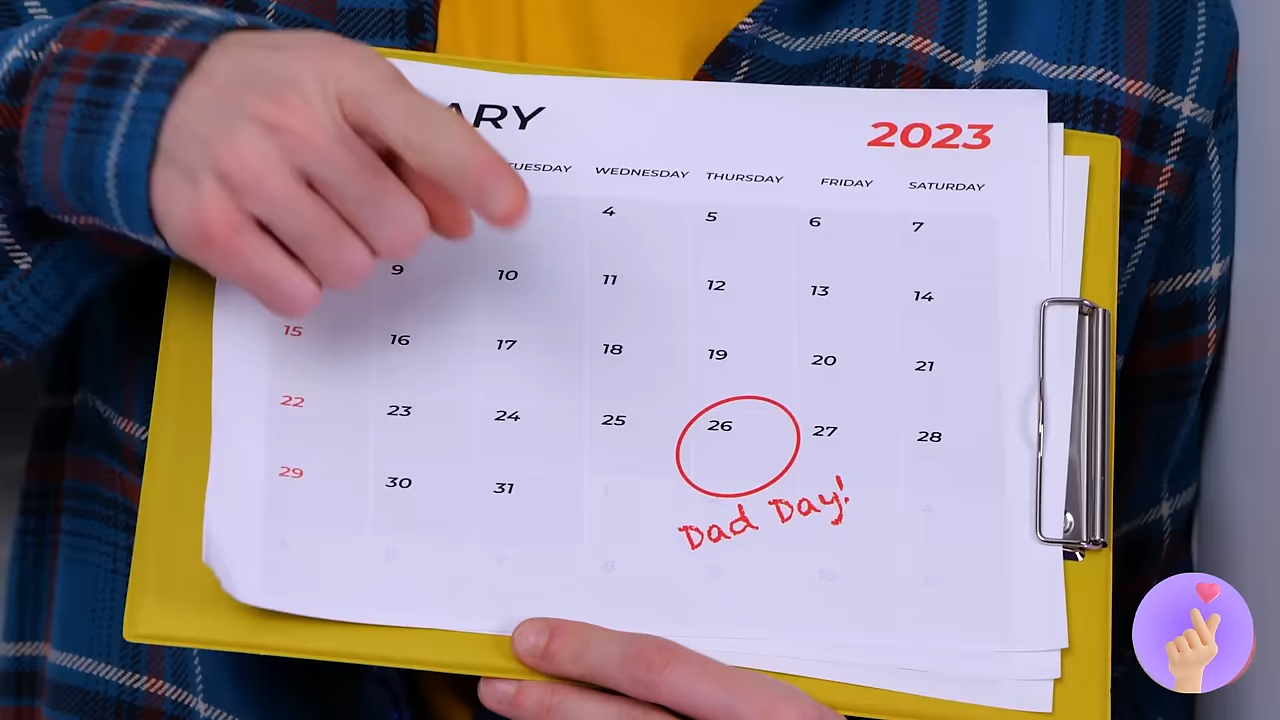 ARY
2023
TUESDAY WEDNESDAY THURSDAY FRIDAY SATURDAY
4 5 6 7
9 10 11 12 13 14
15 16 17 18 19 20 21
22 23 24 25 26 27 28
29 30 31
Dad Day!